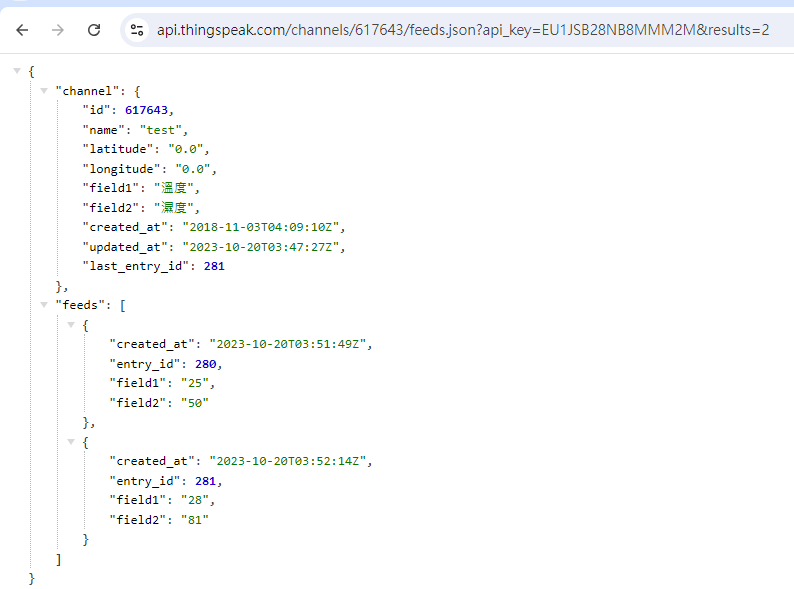 api.thingspeak.com/channels/617643/feeds.json?api_key=EU1JSB28NB8MMM2M&results=2
{
"channel": {
"id": 617643,
"name": "test",
"latitude": "0.0",
"longitude": "0.0",
"field1": "溫度",
"field2": "濕度",
"created_at": "2018-11-03T04:09:10Z",
"updated_at": "2023-10-20T03:47:27Z",
"last_entry_id": 281
},
"feeds": [
{
"created_at": "2023-10-20T03:51:49Z",
"entry_id": 280,
"field1": "25",
"field2": "50"
},
{
"created_at": "2023-10-20T03:52:14Z",
"entry_id": 281,
"field1": "28",
"field2": "81"
}
]
}